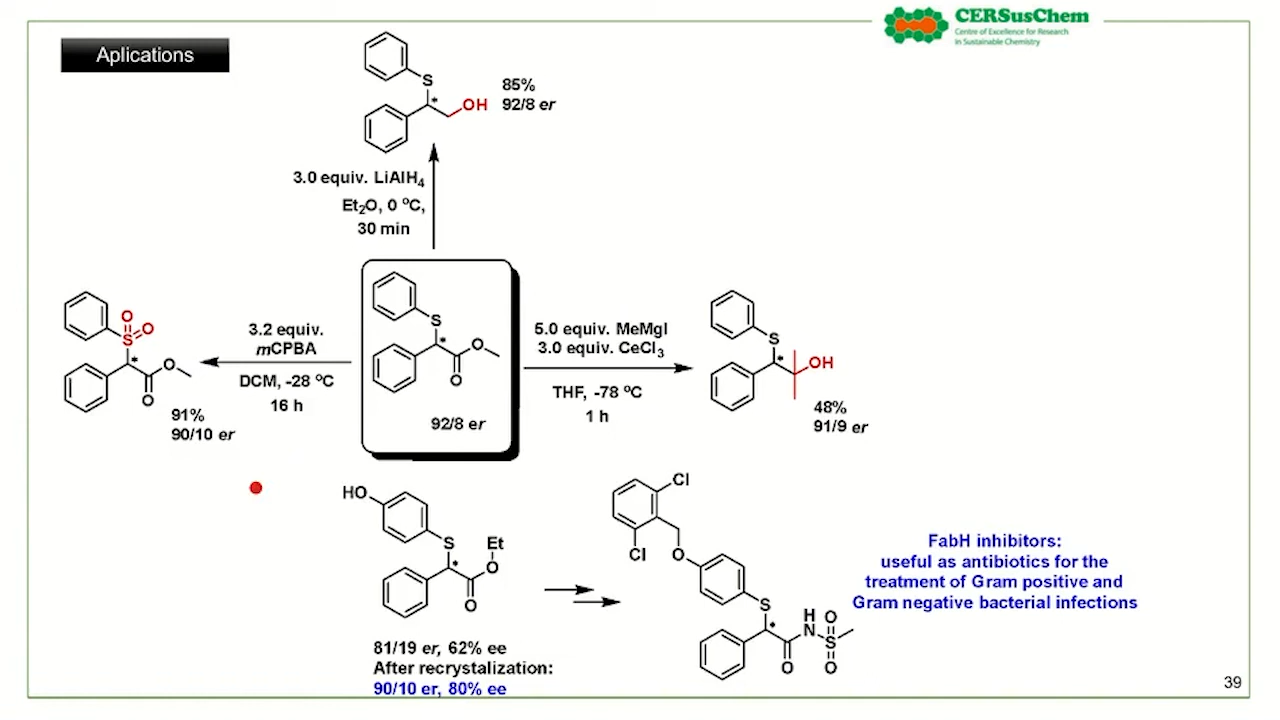 CERSusChem
Centre of Excellence for Research
in Sustainable Chemistry
Aplications
S
*
OH
85%
92/8 er
3.0 equiv. LiAlH4
Et2O, 0 ºC,
30 min
O O
S
*
O
O
91%
90/10 er
3.2 equiv.
mCPBA
DCM, -28 ºC
16 h
S
*
O
O
92/8 er
5.0 equiv. MeMgI
3.0 equiv. CeCl3
THF, -78 ºC
1 h
S
*
OH
48%
91/9 er
HO
S
Et
*
O
O
81/19 er, 62% ee
After recrystalization:
90/10 er, 80% ee
Cl
Cl
O
S
*
H
N
O
S
O
O
FabH inhibitors:
useful as antibiotics for the
treatment of Gram positive and
Gram negative bacterial infections
39